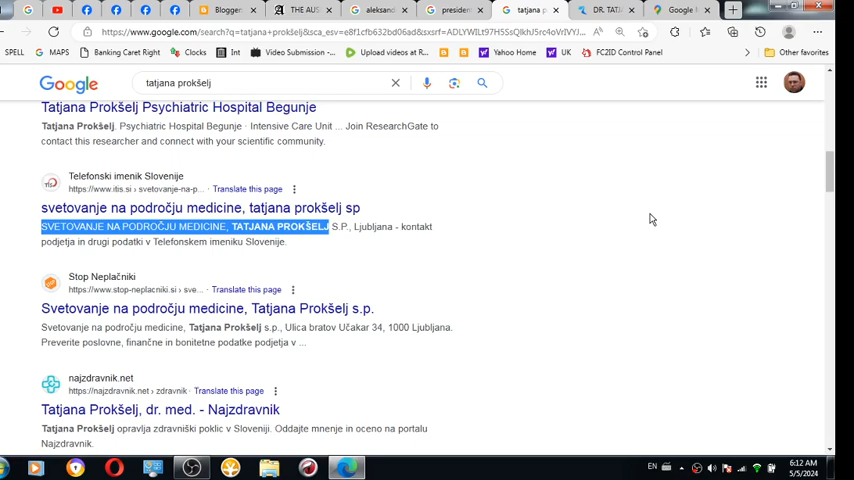 Bloggen
THE AUS
aleksand
president
tatjana p
DR. TATJA
Google M
https://www.google.com/search?q=tatjana+prokšelj&sca_esv=e8f1cfb632bd06ad&sxsrf=
SPELL G MAPS Banking Caret Right Clocks Int Video Submission -... Upload videos at R... Yahoo Home UK FC2ID Control Panel Other favorites
Google tatjana prokšelj
Tatjana Prokšelj Psychiatric Hospital Begunje
Tatjana Prokšelj. Psychiatric Hospital Begunje · Intensive Care Unit ... Join ResearchGate to
contact this researcher and connect with your scientific community.
Telefonski imenik Slovenije
https://www.itis.si › svetovanje-na-p... · Translate this page
svetovanje na področju medicine, tatjana prokšelj sp
SVETOVANJE NA PODROČJU MEDICINE, TATJANA PROKŠELJ S.P., Ljubljana - kontakt
podjetja in drugi podatki v Telefonskem imeniku Slovenije.
Stop Neplačniki
https://www.stop-neplacniki.si › sve... · Translate this page
Svetovanje na področju medicine, Tatjana Prokšelj s.p.
Svetovanje na področju medicine, Tatjana Prokšelj s.p., Ulica bratov Učakar 34, 1000 Ljubljana.
Preverite poslovne, finančne in bonitetne podatke podjetja v ...
najzdravnik.net
https://najzdravnik.net › zdravnik · Translate this page
Tatjana Prokšelj, dr. med. - Najzdravnik
Tatjana Prokšelj opravlja zdravniški poklic v Sloveniji. Oddajte mnenje in oceno na portalu
Najzdravnik.
EN
6:12 AM
5/5/2024